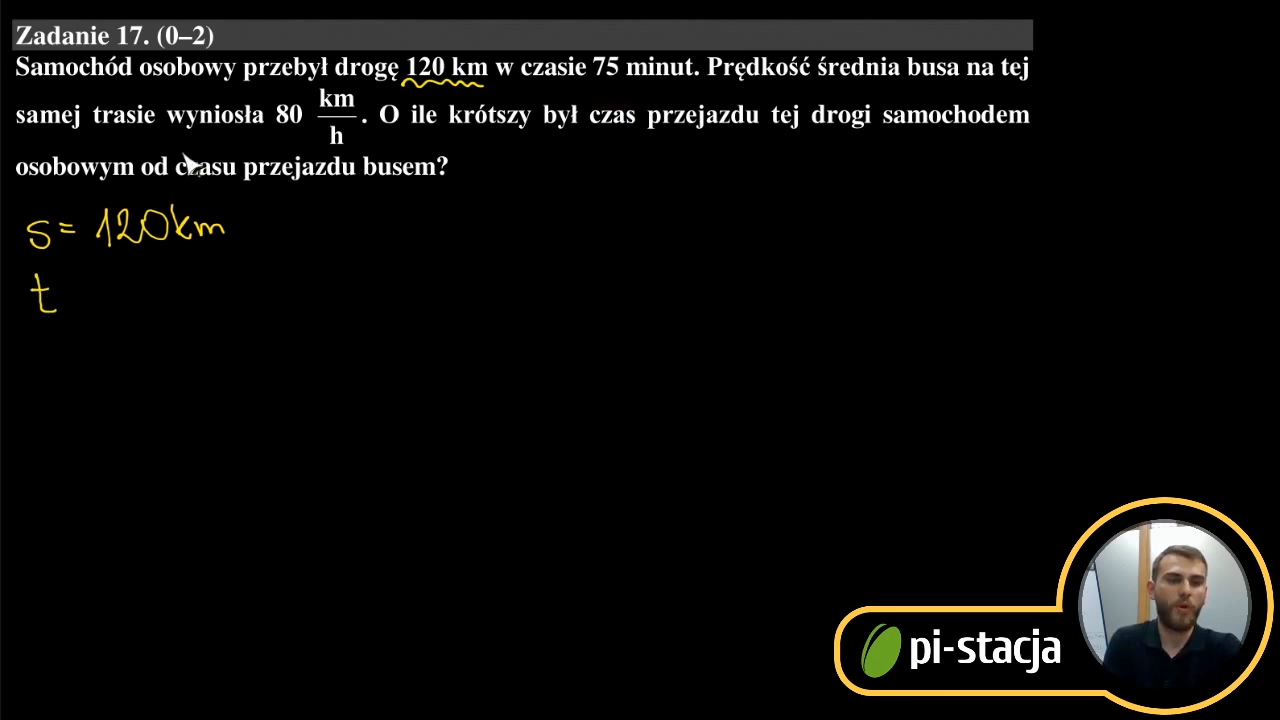 Zadanie 17. (0–2)
Samochód osobowy przebył drogę 120 km w czasie 75 minut. Prędkość średnia busa na tej
samej trasie wyniosła 80 km/h. O ile krótszy był czas przejazdu tej drogi samochodem
osobowym od czasu przejazdu busem?
s = 120km
t
pi-stacja